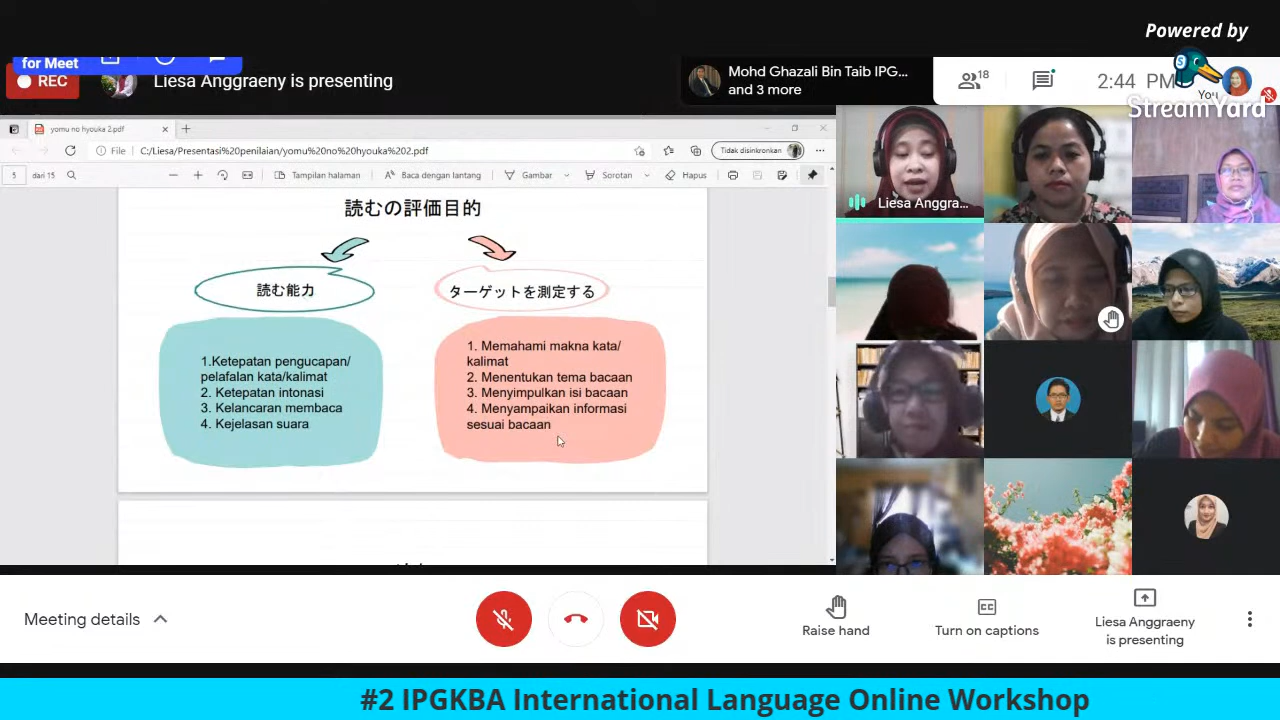 Powered by
StreamYard
for Meet
REC
Liesa Anggraeny is presenting
Mohd Ghazali Bin Taib IPG...
and 3 more
18
2:44 PM
You
yomu no hyouka 2.pdf
File
C:/Liesa/Presentasi%20penilaian/yomu%20no%20hyouka%202.pdf
Tidak disinkronkan
5
dari 15
Tampilan halaman
Baca dengan lantang
Gambar
Sorotan
Hapus
読むの評価目的
読む能力
ターゲットを測定する
1.Ketepatan pengucapan/
pelafalan kata/kalimat
2. Ketepatan intonasi
3. Kelancaran membaca
4. Kejelasan suara
1. Memahami makna kata/
kalimat
2. Menentukan tema bacaan
3. Menyimpulkan isi bacaan
4. Menyampaikan informasi
sesuai bacaan
Liesa Anggra...
Meeting details
Raise hand
Turn on captions
Liesa Anggraeny
is presenting
#2 IPGKBA International Language Online Workshop